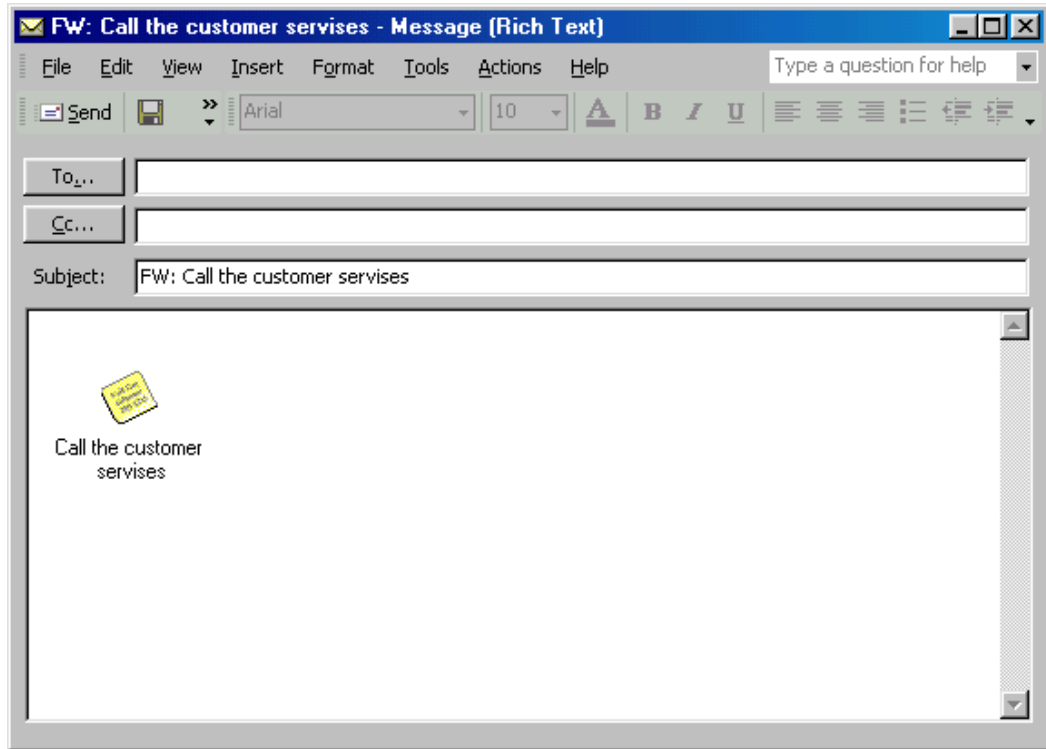 FW: Call the customer servises - Message (Rich Text)
File Edit View Insert Format Tools Actions Help Type a question for help
Send Arial 10 A B I U
To...
Cc...
Subject: FW: Call the customer servises
Call the customer
servises